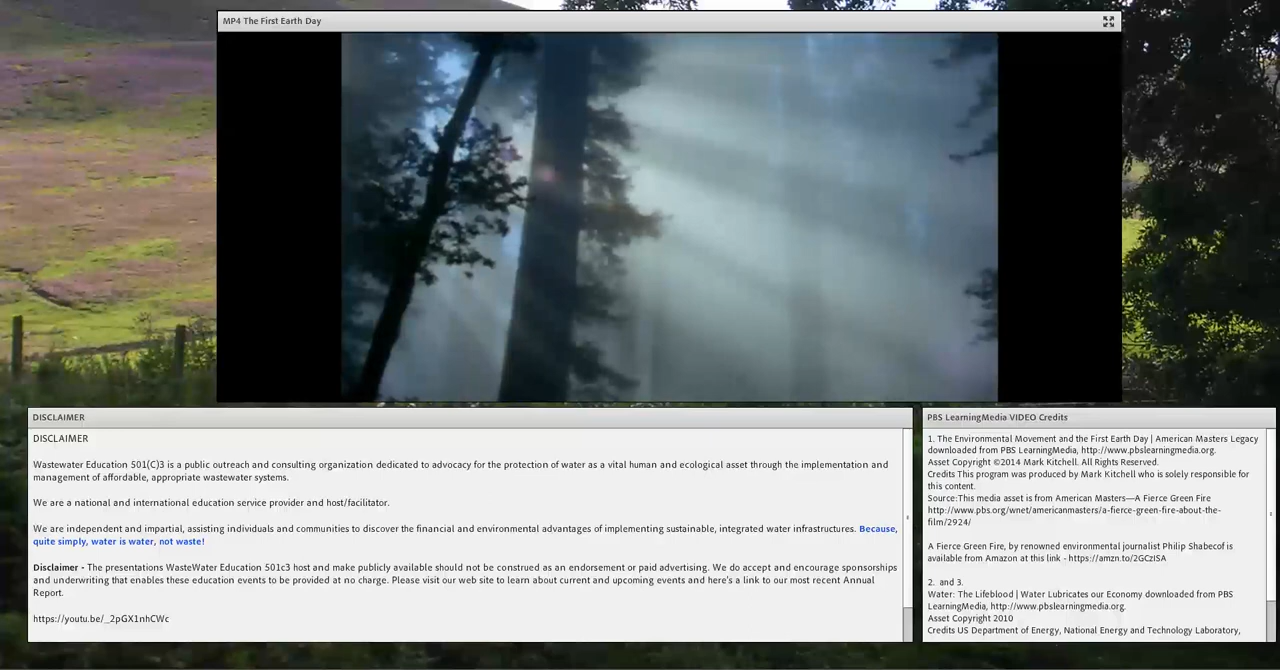 MP4 The First Earth Day
DISCLAIMER
DISCLAIMER
Wastewater Education 501(C)3 is a public outreach and consulting organization dedicated to advocacy for the protection of water as a vital human and ecological asset through the implementation and
management of affordable, appropriate wastewater systems.
We are a national and international education service provider and host/facilitator.
We are independent and impartial, assisting individuals and communities to discover the financial and environmental advantages of implementing sustainable, integrated water infrastructures. Because,
quite simply, water is water, not waste!
Disclaimer - The presentations WasteWater Education 501c3 host and make publicly available should not be construed as an endorsement or paid advertising. We do accept and encourage sponsorships
and underwriting that enables these education events to be provided at no charge. Please visit our web site to learn about current and upcoming events and here's a link to our most recent Annual
Report.
https://youtu.be/_2pGX1nhCWc
PBS LearningMedia VIDEO Credits
1. The Environmental Movement and the First Earth Day | American Masters Legacy
downloaded from PBS LearningMedia, http://www.pbslearningmedia.org.
Asset Copyright ©2014 Mark Kitchell. All Rights Reserved.
Credits This program was produced by Mark Kitchell who is solely responsible for
this content.
Source:This media asset is from American Masters—A Fierce Green Fire
http://www.pbs.org/wnet/americanmasters/a-fierce-green-fire-about-the-
film/2924/
A Fierce Green Fire, by renowned environmental journalist Philip Shabecof is
available from Amazon at this link - https://amzn.to/2GCzISA
2. and 3.
Water: The Lifeblood | Water Lubricates our Economy downloaded from PBS
LearningMedia, http://www.pbslearningmedia.org.
Asset Copyright 2010
Credits US Department of Energy, National Energy and Technology Laboratory,